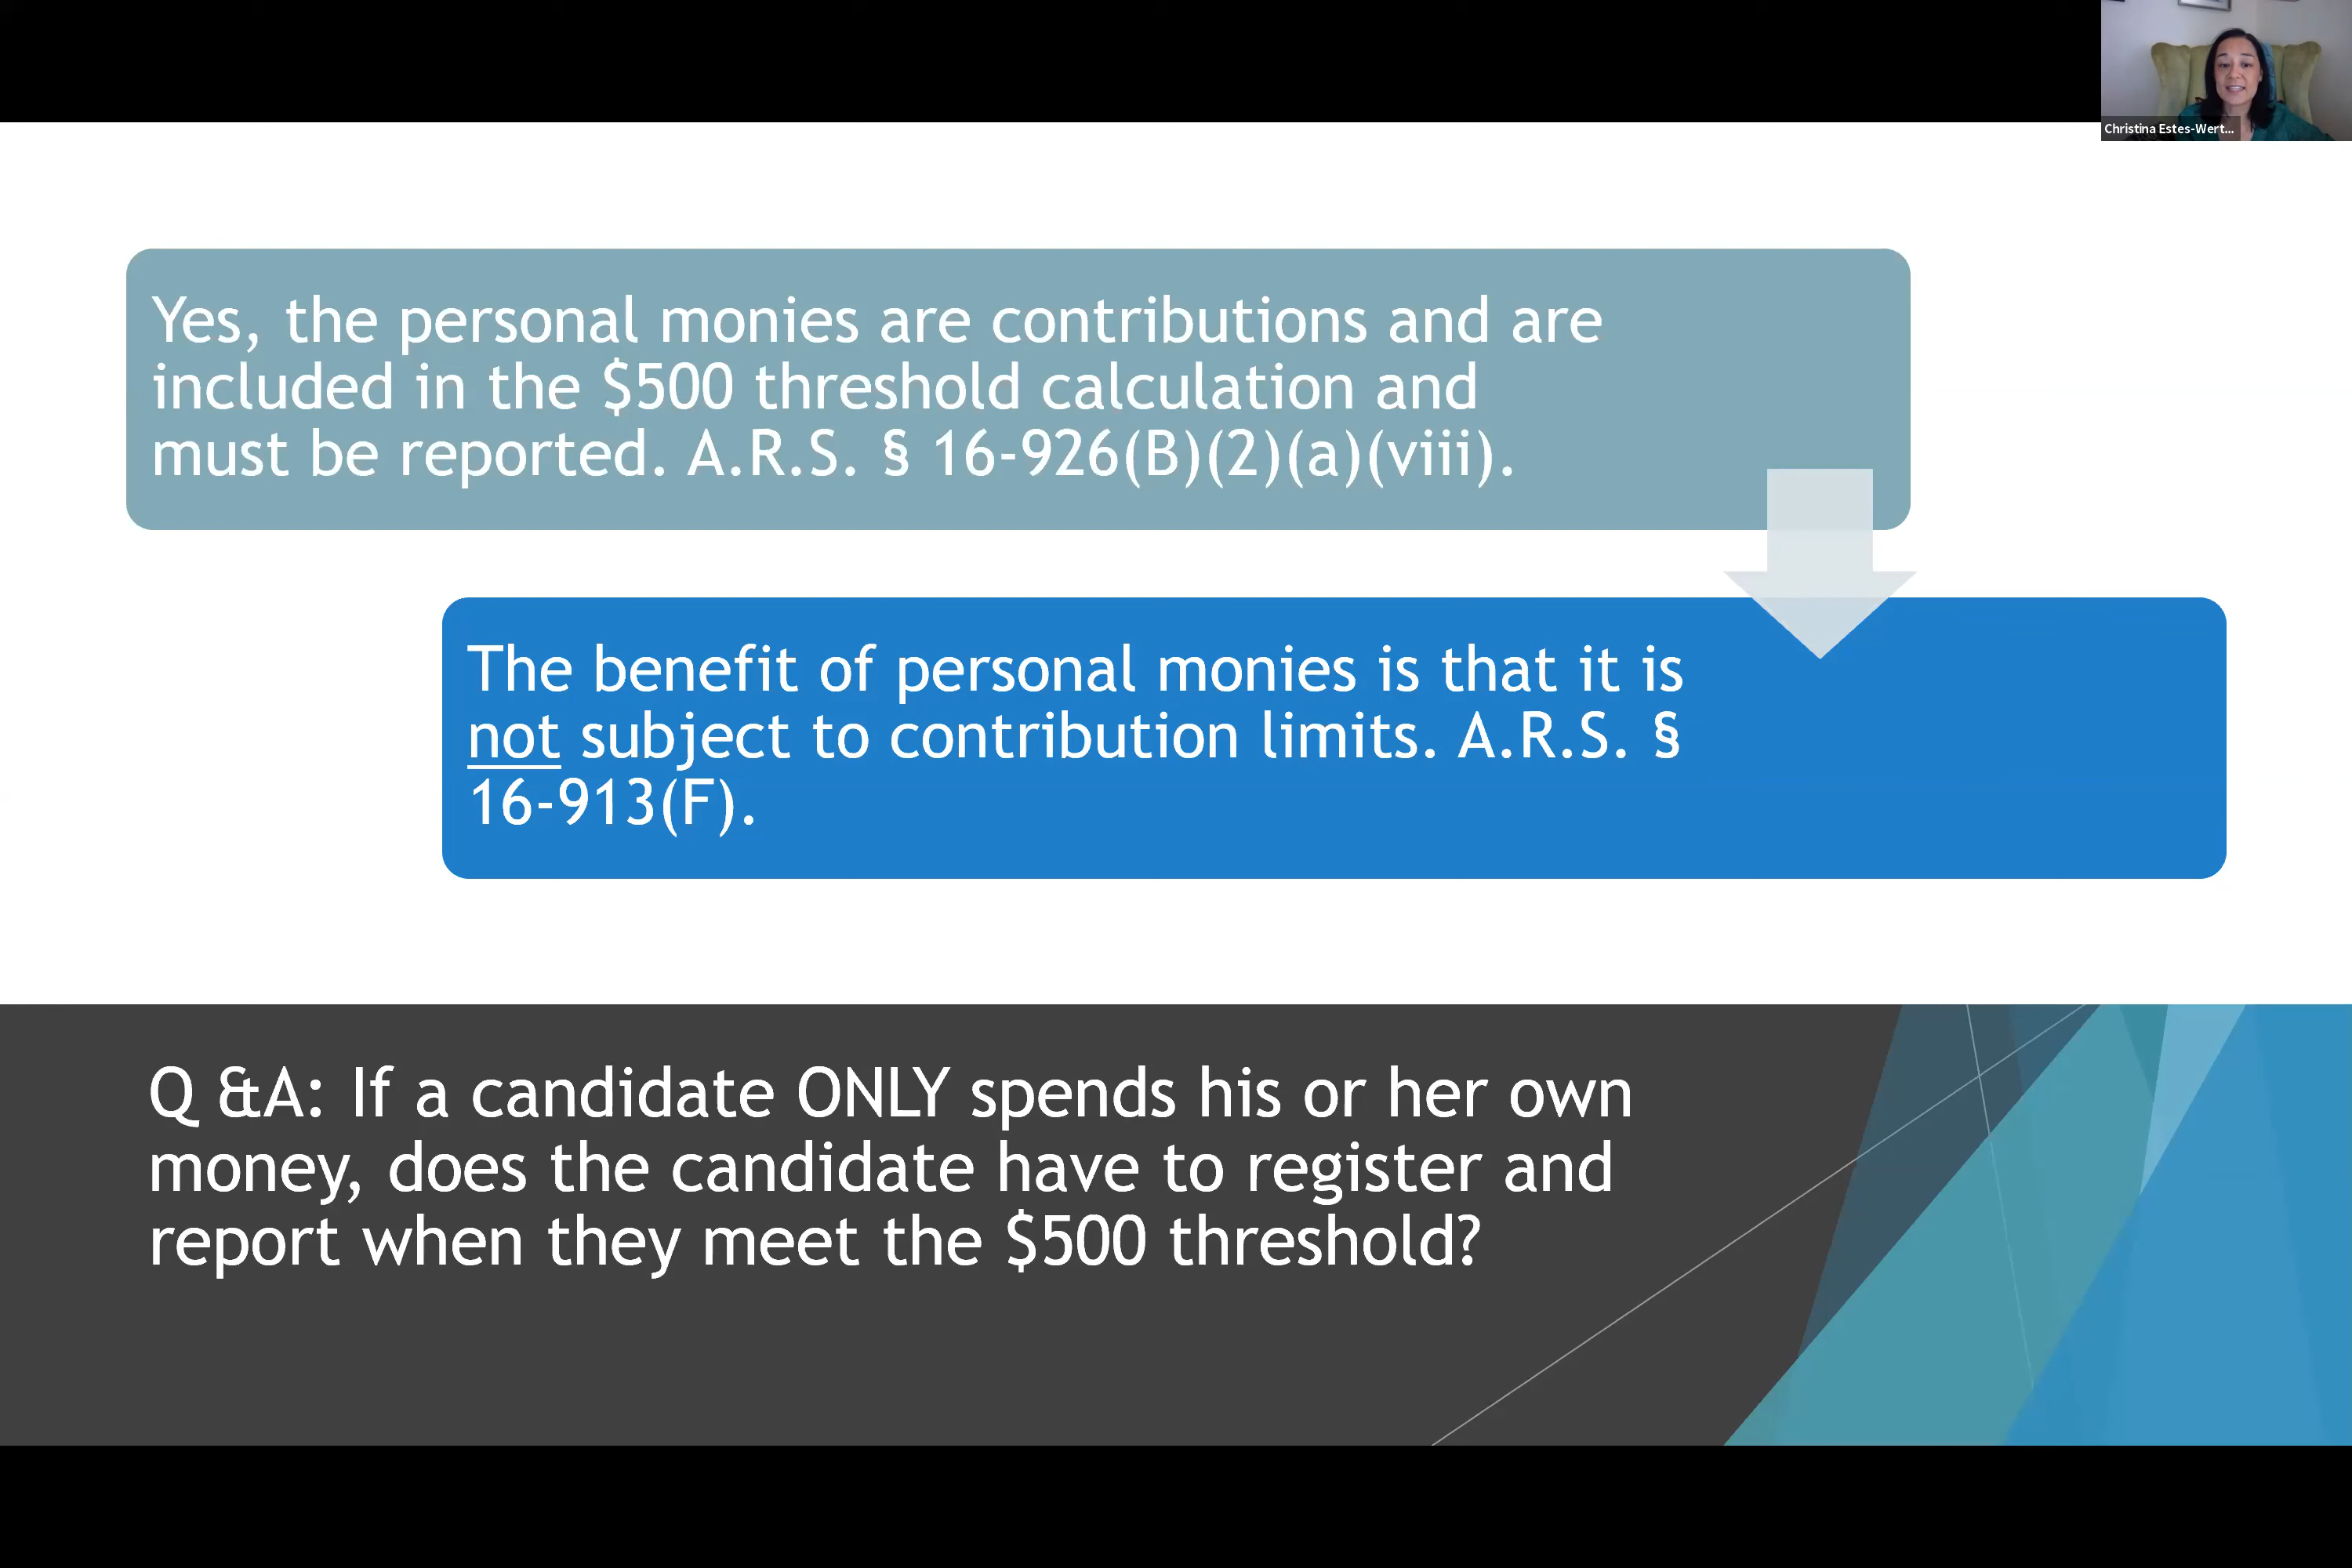 Christina Estes-Wert...
Yes, the personal monies are contributions and are
included in the $500 threshold calculation and
must be reported. A.R.S. § 16-926(B)(2)(a)(viii).
The benefit of personal monies is that it is
not subject to contribution limits. A.R.S. §
16-913(F).
Q &A: If a candidate ONLY spends his or her own
money, does the candidate have to register and
report when they meet the $500 threshold?